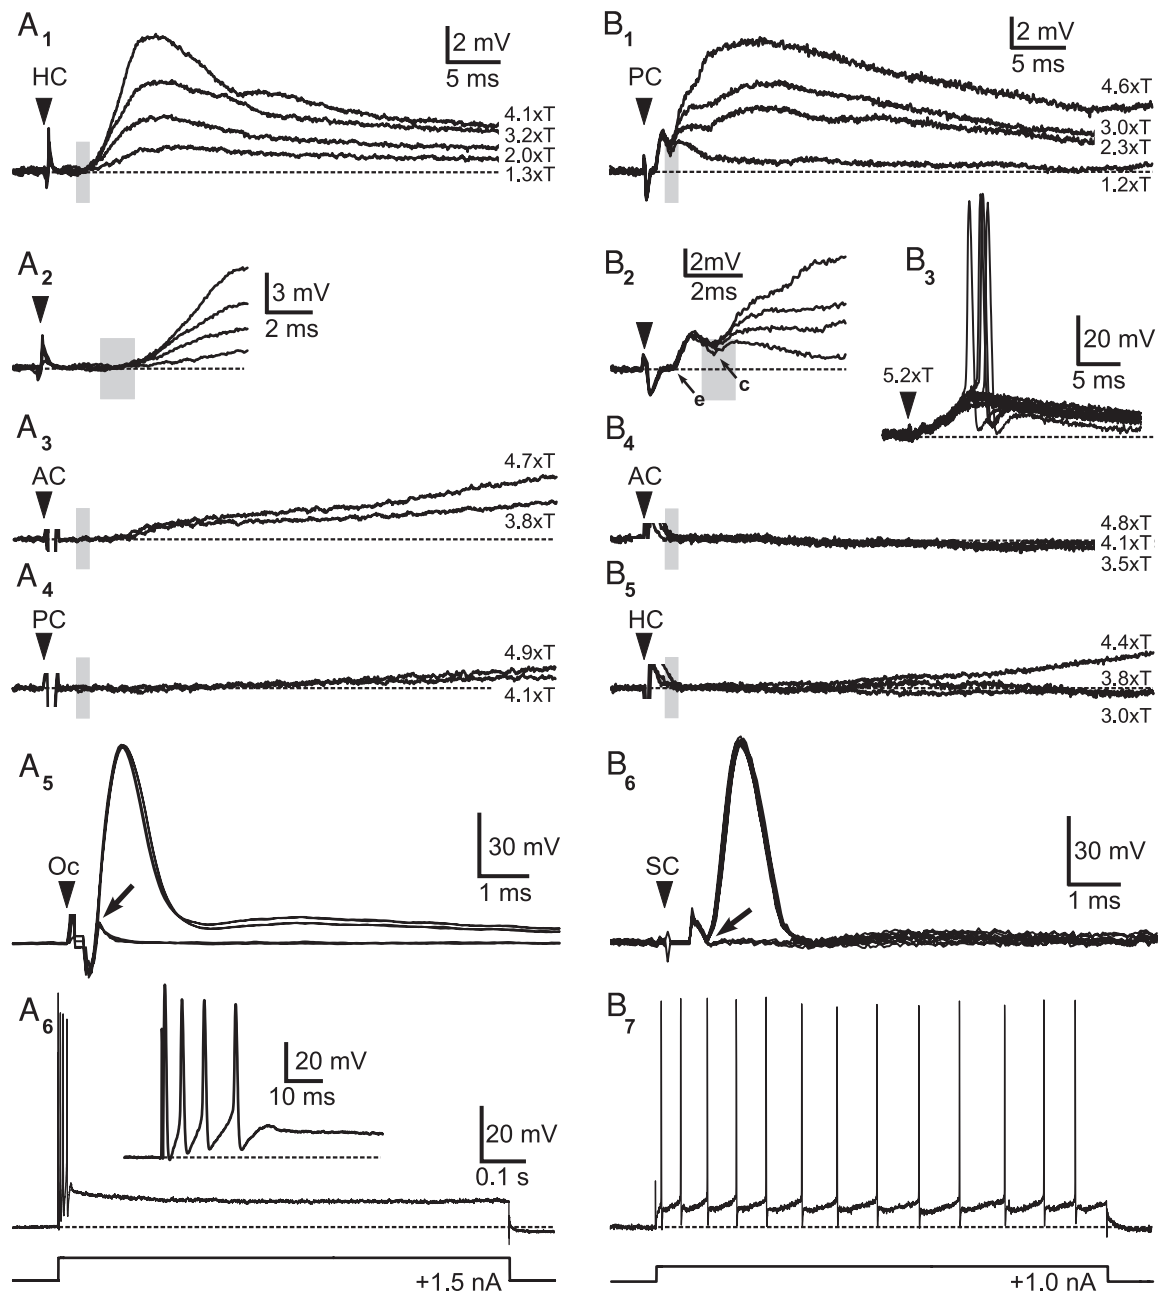 A1
HC
2 mV
5 ms
4.1xT
3.2xT
2.0xT
1.3xT
B1
PC
2 mV
5 ms
4.6xT
3.0xT
2.3xT
1.2xT
A2
3 mV
2 ms
B2
2mV
2ms
e
c
B3
5.2xT
20 mV
5 ms
A3
AC
4.7xT
3.8xT
B4
AC
4.8xT
4.1xT
3.5xT
A4
PC
4.9xT
4.1xT
B5
HC
4.4xT
3.8xT
3.0xT
A5
Oc
30 mV
1 ms
B6
SC
30 mV
1 ms
A6
20 mV
10 ms
20 mV
0.1 s
+1.5 nA
B7
+1.0 nA